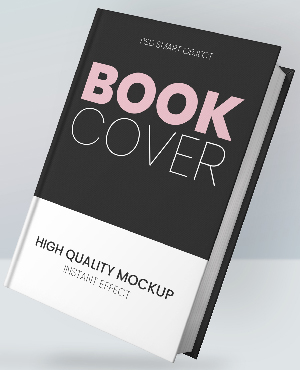 PSD SMART OBJECT
BOOK
COVER
HIGH QUALITY MOCKUP
INSTANT EFFECT